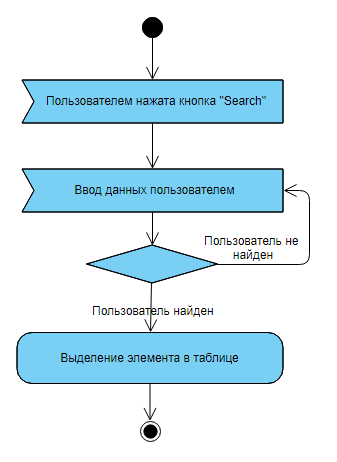 Пользователем нажата кнопка "Search"
Ввод данных пользователем
Пользователь не
найден
Пользователь найден
Выделение элемента в таблице